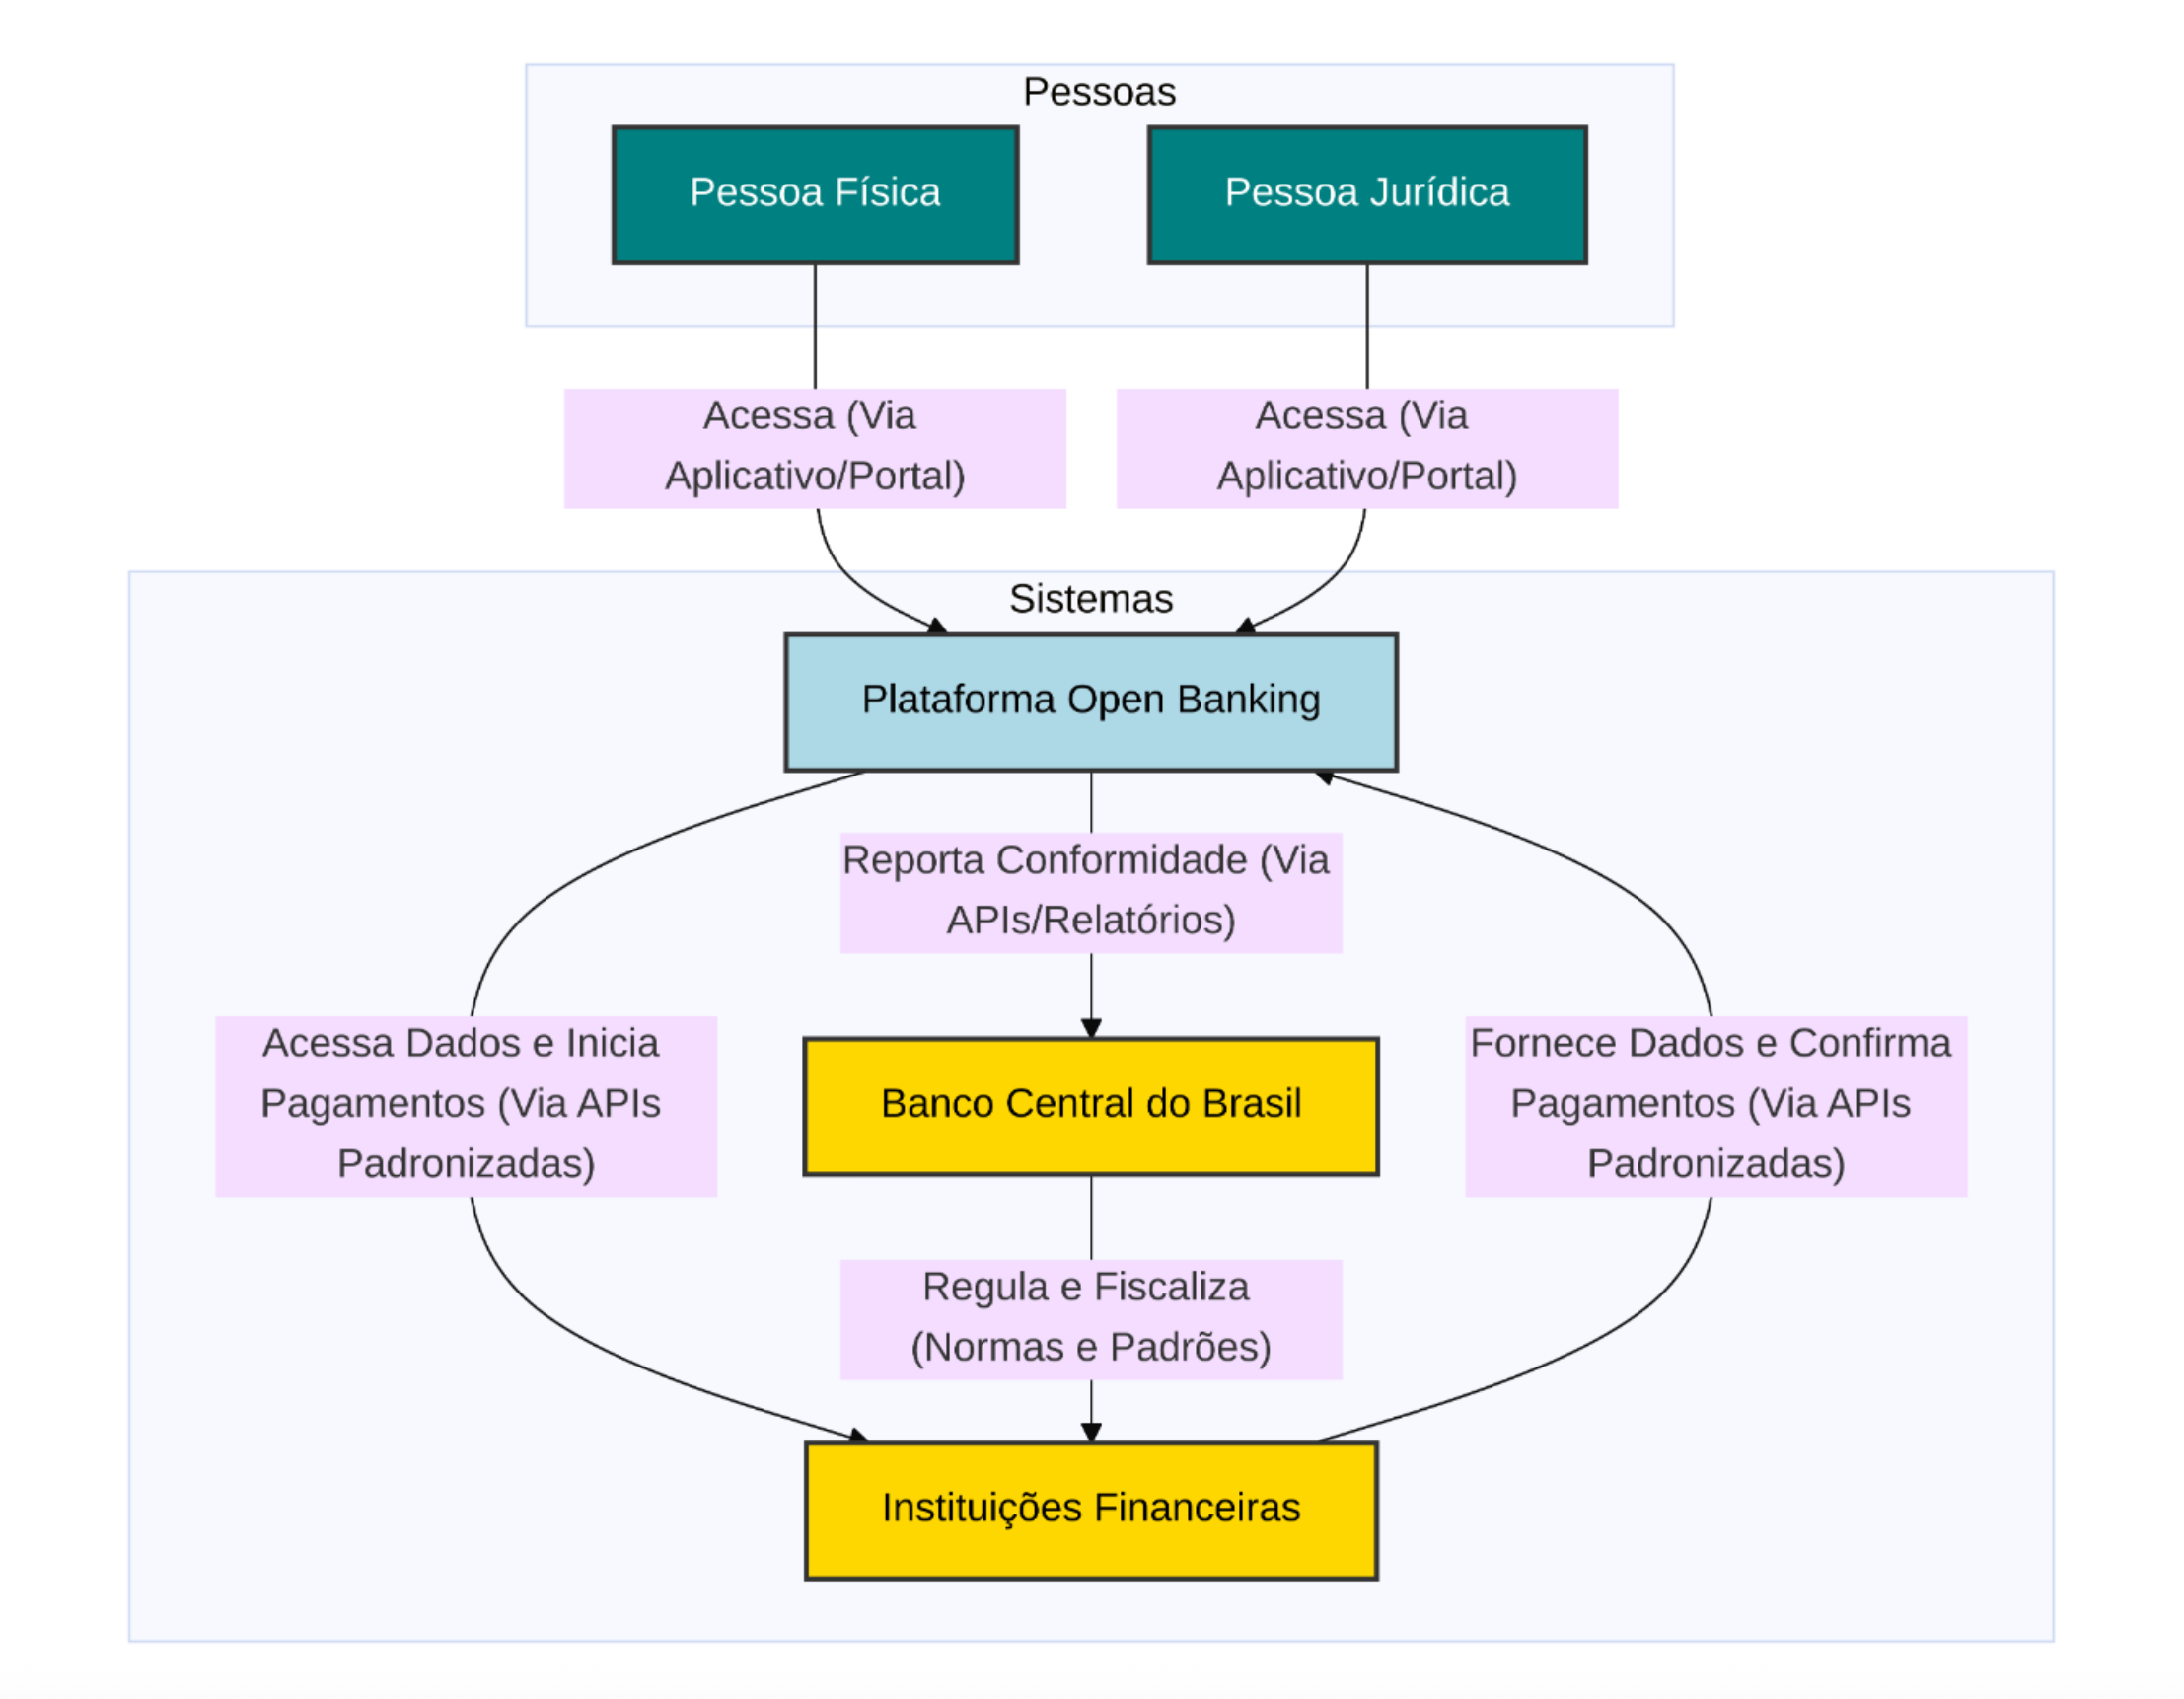 Pessoas
Pessoa Física
Pessoa Jurídica
Acessa (Via
Aplicativo/Portal)
Acessa (Via
Aplicativo/Portal)
Sistemas
Plataforma Open Banking
Reporta Conformidade (Via
APIs/Relatórios)
Acessa Dados e Inicia
Pagamentos (Via APIs
Padronizadas)
Banco Central do Brasil
Fornece Dados e Confirma
Pagamentos (Via APIs
Padronizadas)
Regula e Fiscaliza
(Normas e Padrões)
Instituições Financeiras